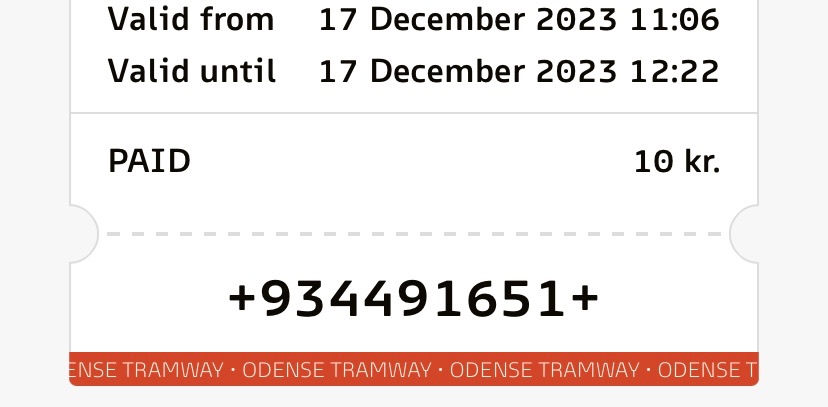 Valid from 17 December 2023 11:06
Valid until 17 December 2023 12:22
PAID 10 kr.
+934491651+
ENSE TRAMWAY • ODENSE TRAMWAY • ODENSE TRAMWAY • ODENSE T